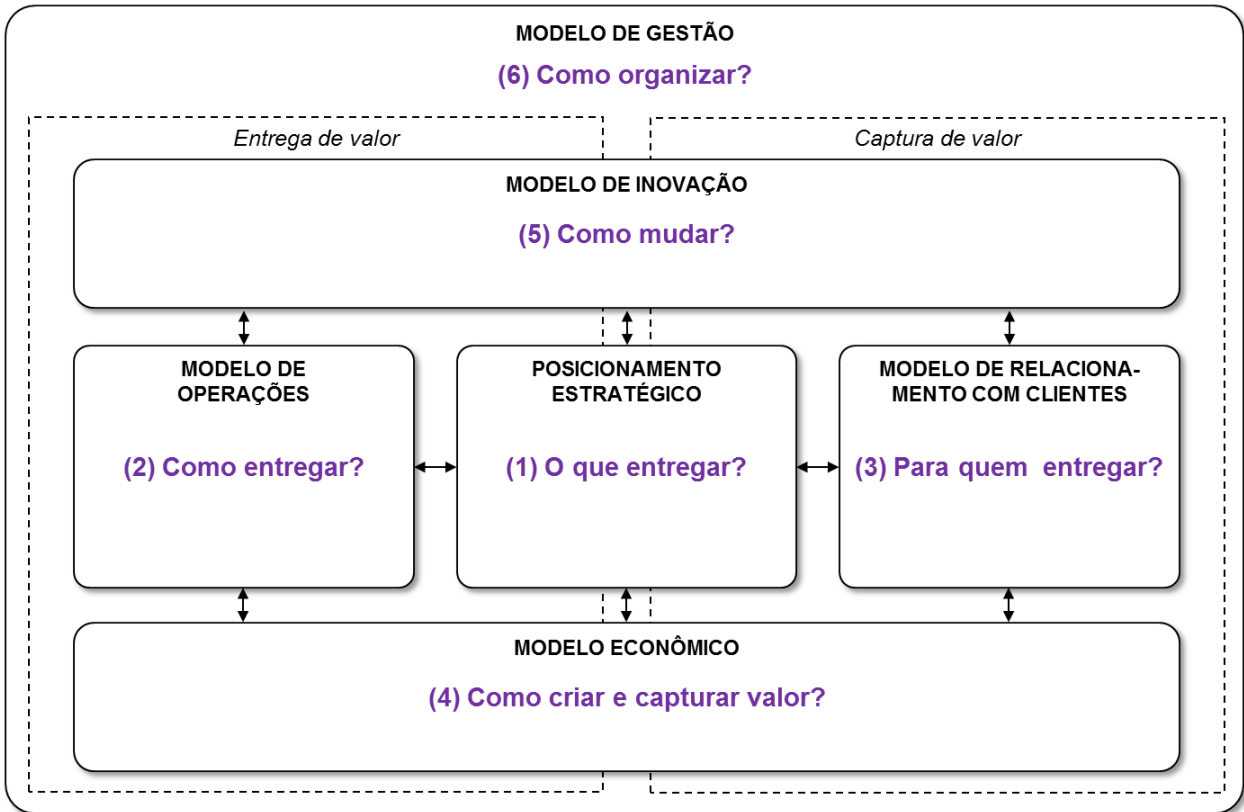 MODELO DE GESTÃO
(6) Como organizar?
Entrega de valor
Captura de valor
MODELO DE INOVAÇÃO
(5) Como mudar?
MODELO DE
OPERAÇÕES
(2) Como entregar?
POSICIONAMENTO
ESTRATÉGICO
(1) O que entregar?
MODELO DE RELACIONA-
MENTO COM CLIENTES
(3) Para quem entregar?
MODELO ECONÔMICO
(4) Como criar e capturar valor?